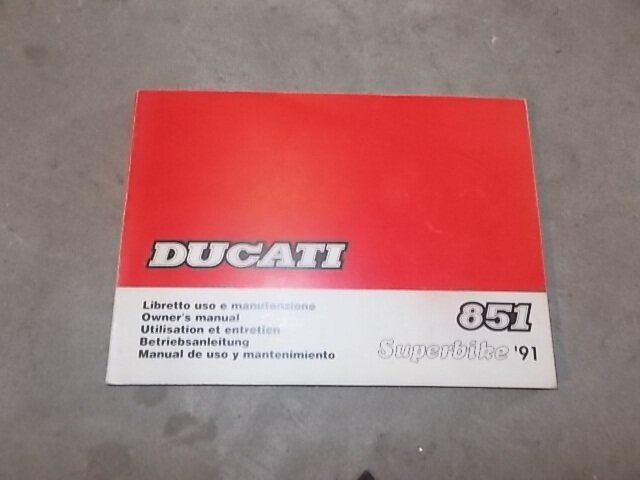 DUCATI
Libretto uso e manutenzione
Owner's manual
Utilisation et entretien
Betriebsanleitung
Manual de uso y mantenimiento
851
Superbike '91